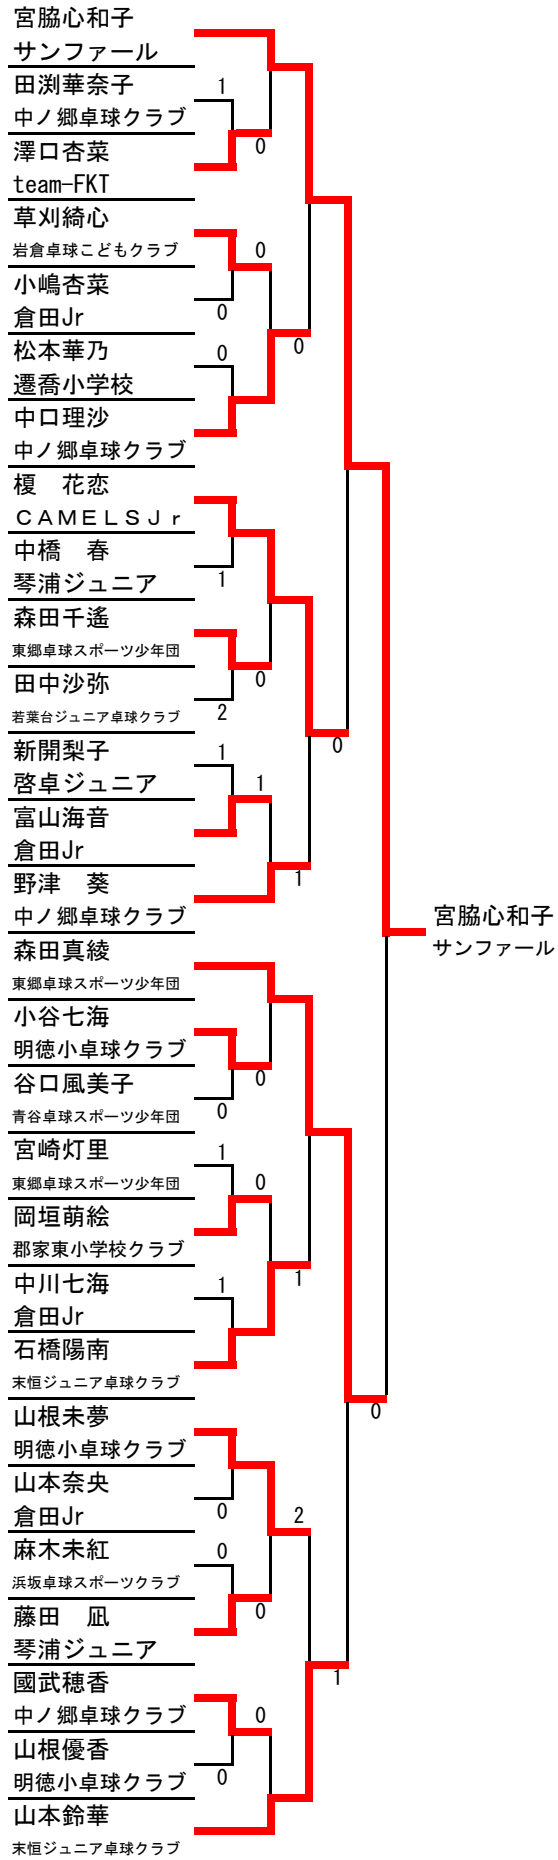 宮脇心和子
サンファール
田渕華奈子
1
中ノ郷卓球クラブ
澤口杏菜
0
team-FKT
草刈綺心
岩倉卓球こどもクラブ
0
小嶋杏菜
倉田Jr
0
松本華乃
0
0
遷喬小学校
中口理沙
中ノ郷卓球クラブ
榎　花恋
ＣＡＭＥＬＳＪｒ
中橋　春
琴浦ジュニア
1
森田千遙
東郷卓球スポーツ少年団
田中沙弥
0
若葉台ジュニア卓球クラブ
2
新開梨子
1
0
啓卓ジュニア
1
富山海音
倉田Jr
野津　葵
1
中ノ郷卓球クラブ
宮脇心和子
サンファール
森田真綾
東郷卓球スポーツ少年団
小谷七海
明徳小卓球クラブ
谷口風美子
0
青谷卓球スポーツ少年団
0
宮崎灯里
1
東郷卓球スポーツ少年団
0
岡垣萌絵
郡家東小学校クラブ
中川七海
1
1
倉田Jr
石橋陽南
末恒ジュニア卓球クラブ
山根未夢
0
明徳小卓球クラブ
山本奈央
倉田Jr
0
2
麻木未紅
0
浜坂卓球スポーツクラブ
藤田　凪
0
琴浦ジュニア
國武穂香
1
中ノ郷卓球クラブ
0
山根優香
明徳小卓球クラブ
0
山本鈴華
末恒ジュニア卓球クラブ